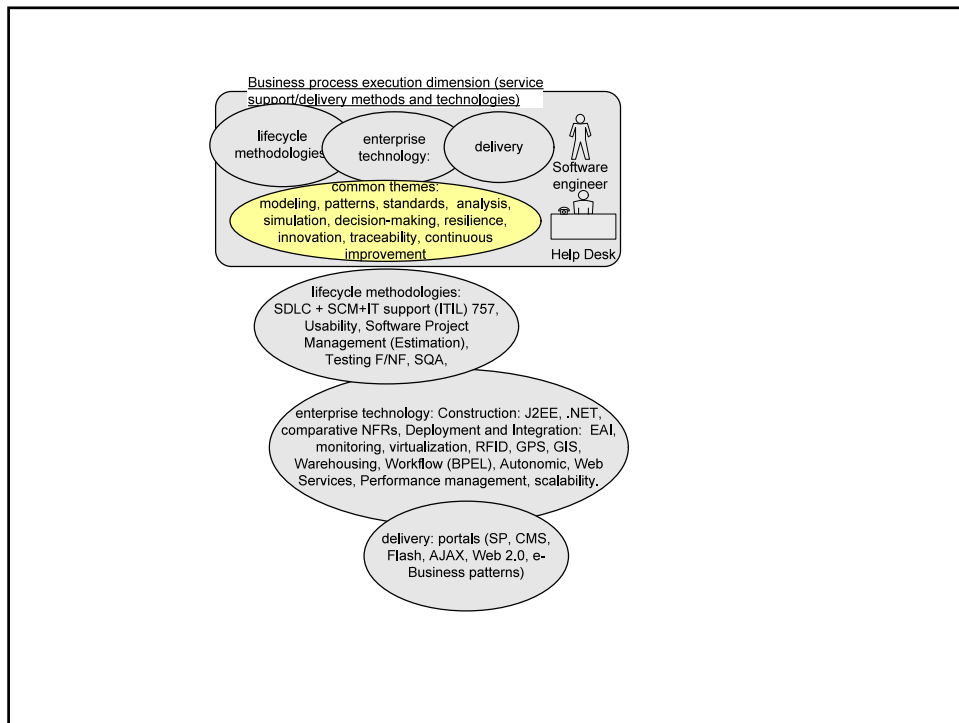 Business process execution dimension (service
support/delivery methods and technologies)
lifecycle
methodologies
enterprise
technology:
delivery
Software
engineer
common themes:
modeling, patterns, standards, analysis,
simulation, decision-making, resilience,
innovation, traceability, continuous
improvement
Help Desk
lifecycle methodologies:
SDLC + SCM+IT support (ITIL) 757,
Usability, Software Project
Management (Estimation),
Testing F/NF, SQA,
enterprise technology: Construction: J2EE, .NET,
comparative NFRs, Deployment and Integration: EAI,
monitoring, virtualization, RFID, GPS, GIS,
Warehousing, Workflow (BPEL), Autonomic, Web
Services, Performance management, scalability.
delivery: portals (SP, CMS,
Flash, AJAX, Web 2.0, e-
Business patterns)